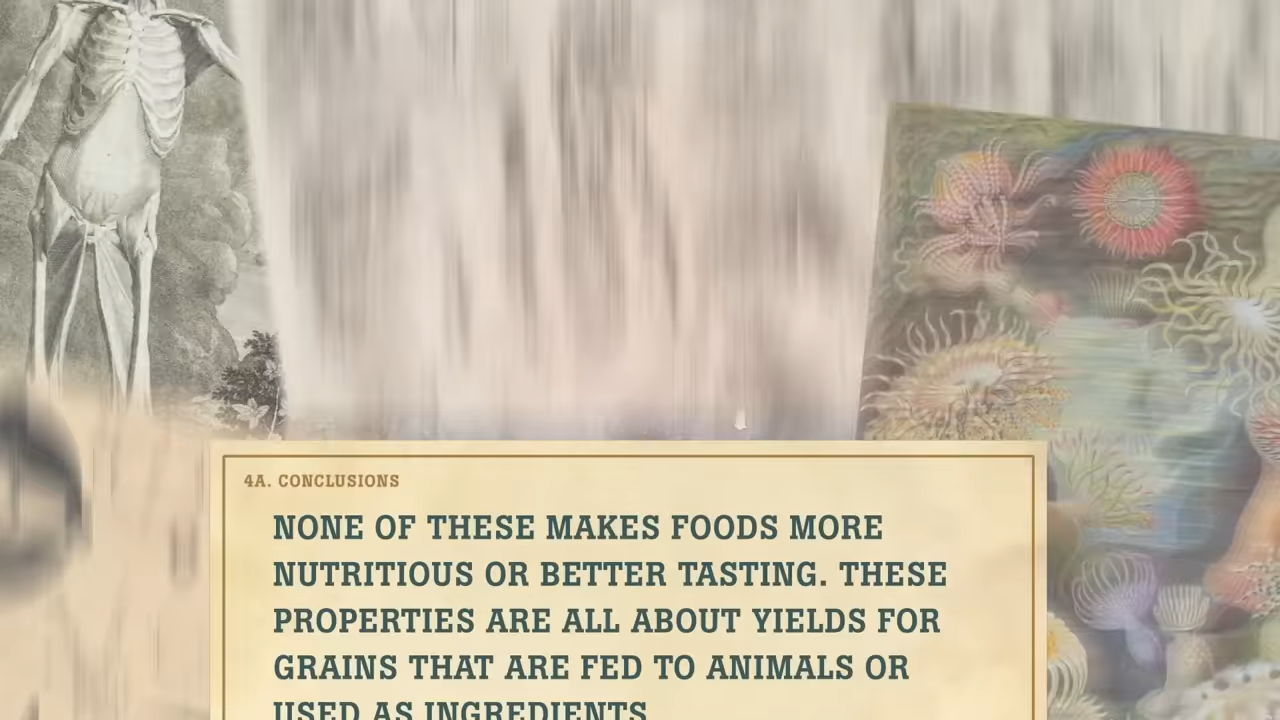 4A. CONCLUSIONS
NONE OF THESE MAKES FOODS MORE
NUTRITIOUS OR BETTER TASTING. THESE
PROPERTIES ARE ALL ABOUT YIELDS FOR
GRAINS THAT ARE FED TO ANIMALS OR
USED AS INGREDIENTS